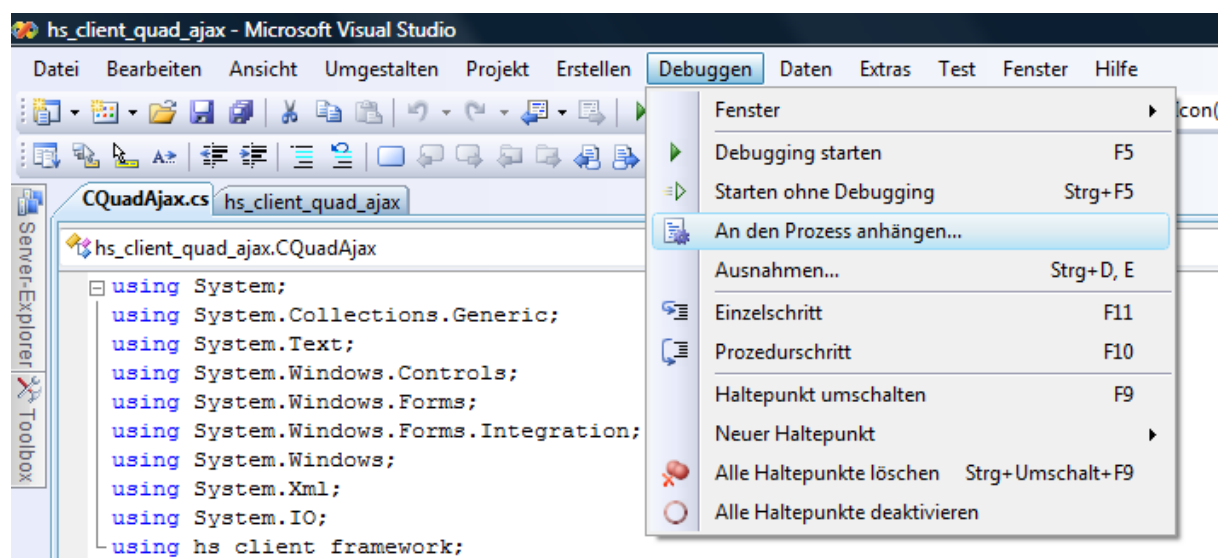 hs_client_quad_ajax - Microsoft Visual Studio
Datei Bearbeiten Ansicht Umgestalten Projekt Erstellen Debuggen Daten Extras Test Fenster Hilfe
Fenster
Debugging starten F5
Starten ohne Debugging Strg+F5
An den Prozess anhängen...
Ausnahmen... Strg+D, E
Einzelschritt F11
Prozedurschritt F10
Haltepunkt umschalten F9
Neuer Haltepunkt
Alle Haltepunkte löschen Strg+Umschalt+F9
Alle Haltepunkte deaktivieren
Server-Explorer
Toolbox
CQuadAjax.cs hs_client_quad_ajax
hs_client_quad_ajax.CQuadAjax
using System;
using System.Collections.Generic;
using System.Text;
using System.Windows.Controls;
using System.Windows.Forms;
using System.Windows.Forms.Integration;
using System.Windows;
using System.Xml;
using System.IO;
using hs_client_framework;